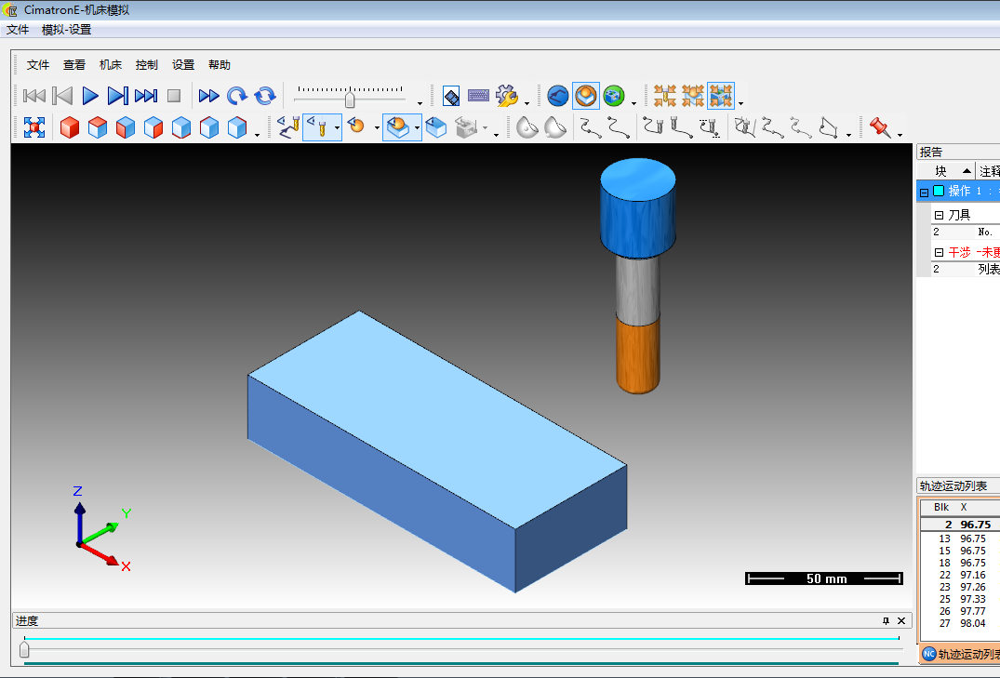 CimatronE-机床模拟
文件 模拟-设置
文件 查看 机床 控制 设置 帮助
报告
块 注释
操作 1 :
刀具
2 No.
干涉 -未更
2 列表
Z
Y
X
50 mm
轨迹运动列表
Blk X
2 96.75
13 96.75
15 96.75
18 96.75
22 97.16
23 97.26
25 97.33
26 97.77
27 98.04
NC 轨迹运动列表
进度